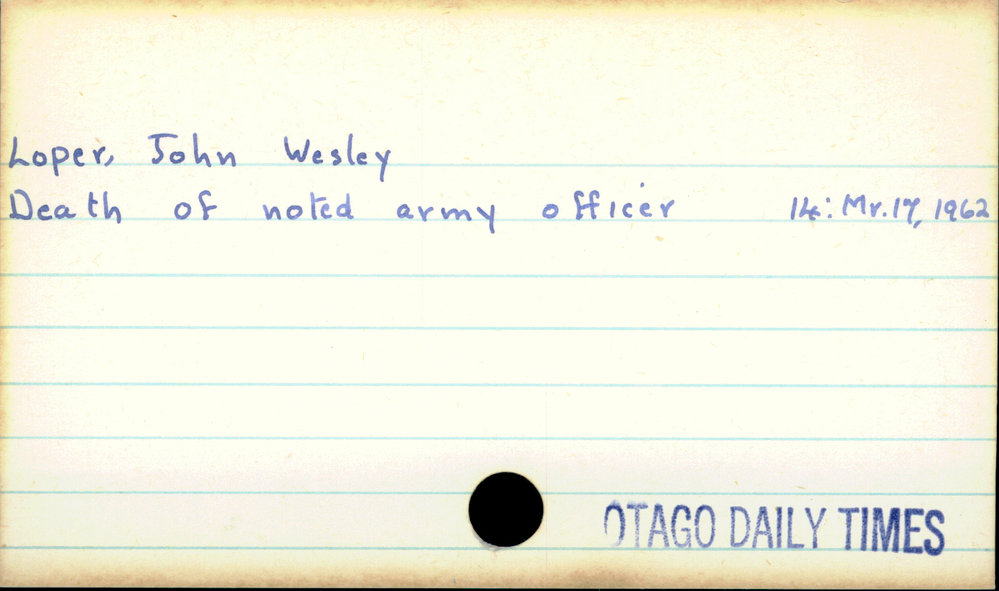 Loper, John Wesley
Death of noted army officer 14: Mr. 17, 1962
OTAGO DAILY TIMES